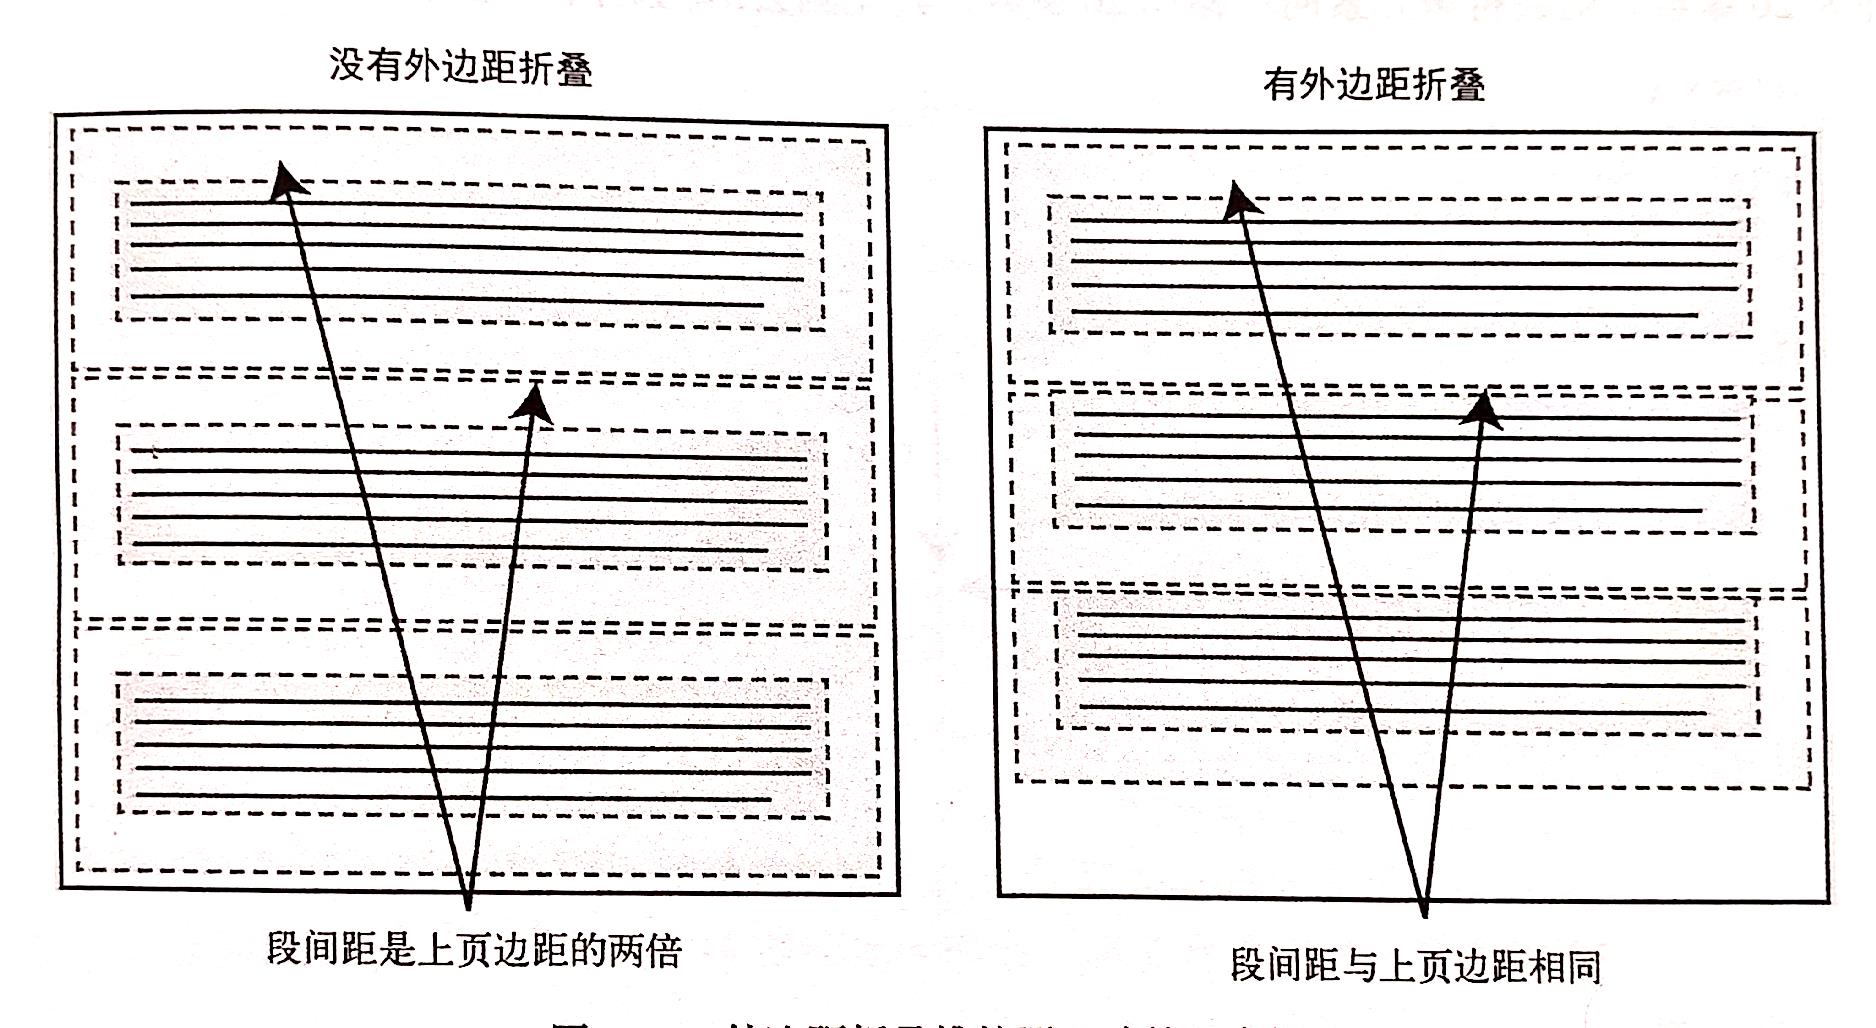 没有外边距折叠
有外边距折叠
段间距是上页边距的两倍
段间距与上页边距相同